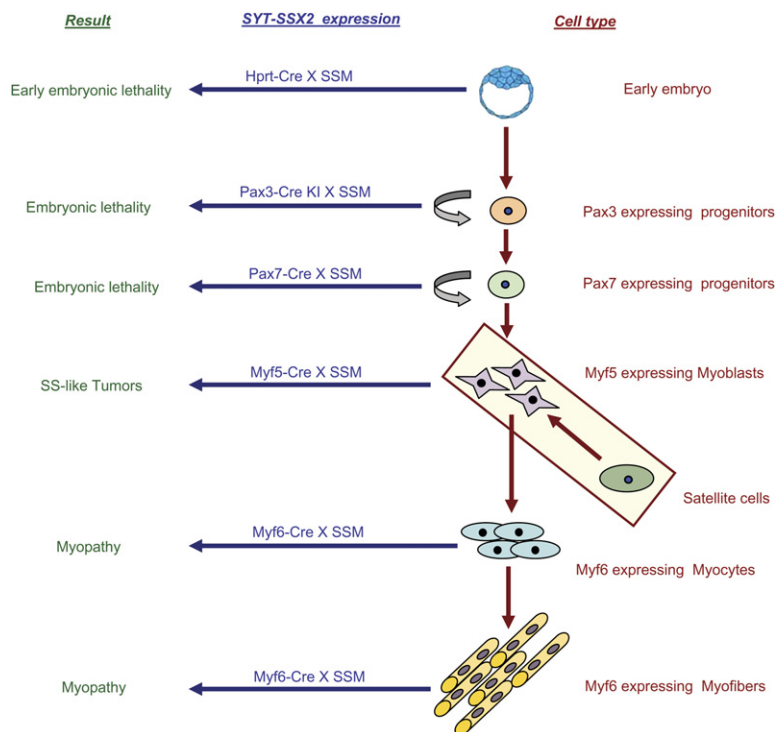 Result SYT-SSX2 expression Cell type
Early embryonic lethality Hprt-Cre X SSM Early embryo
Embryonic lethality Pax3-Cre KI X SSM Pax3 expressing progenitors
Embryonic lethality Pax7-Cre X SSM Pax7 expressing progenitors
SS-like Tumors Myf5-Cre X SSM Myf5 expressing Myoblasts
Satellite cells
Myopathy Myf6-Cre X SSM Myf6 expressing Myocytes
Myopathy Myf6-Cre X SSM Myf6 expressing Myofibers